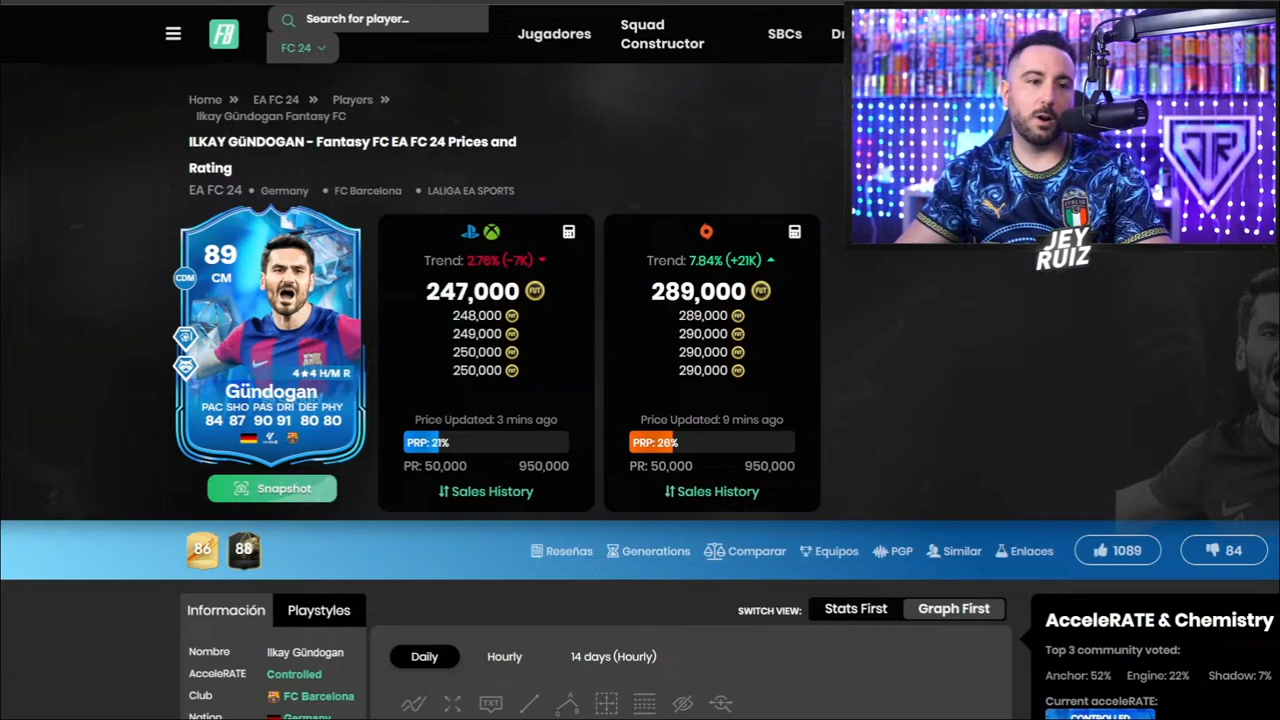 Search for player...
FC 24
Jugadores
Squad
Constructor
SBCs
Home » EA FC 24 » Players »
Ilkay Gündogan Fantasy FC
ILKAY GüNDOGAN - Fantasy FC EA FC 24 Prices and
Rating
EA FC 24 • Germany • FC Barcelona • LALIGA EA SPORTS
89
CM
CDM
4★4 H/M R
Gündogan
PAC SHO PAS DRI DEF PHY
84 87 90 91 80 80
Snapshot
Trend: 2.76% (-7K)
247,000
248,000
249,000
250,000
250,000
Price Updated: 3 mins ago
PRP: 21%
PR: 50,000 950,000
Sales History
Trend: 7.84% (+21K)
289,000
289,000
290,000
290,000
290,000
Price Updated: 9 mins ago
PRP: 26%
PR: 50,000 950,000
Sales History
JEY
RUIZ
86 88
Reseñas Generations Comparar Equipos PGP Similar Enlaces 1089 84
Información Playstyles
SWITCH VIEW: Stats First Graph First
Nombre Ilkay Gündogan
AcceleRATE Controlled
Club FC Barcelona
Nation Germany
Daily Hourly 14 days (Hourly)
TXT
AcceleRATE & Chemistry
Top 3 community voted:
Anchor: 52% Engine: 22% Shadow: 7%
Current acceleRATE:
CONTROLLED